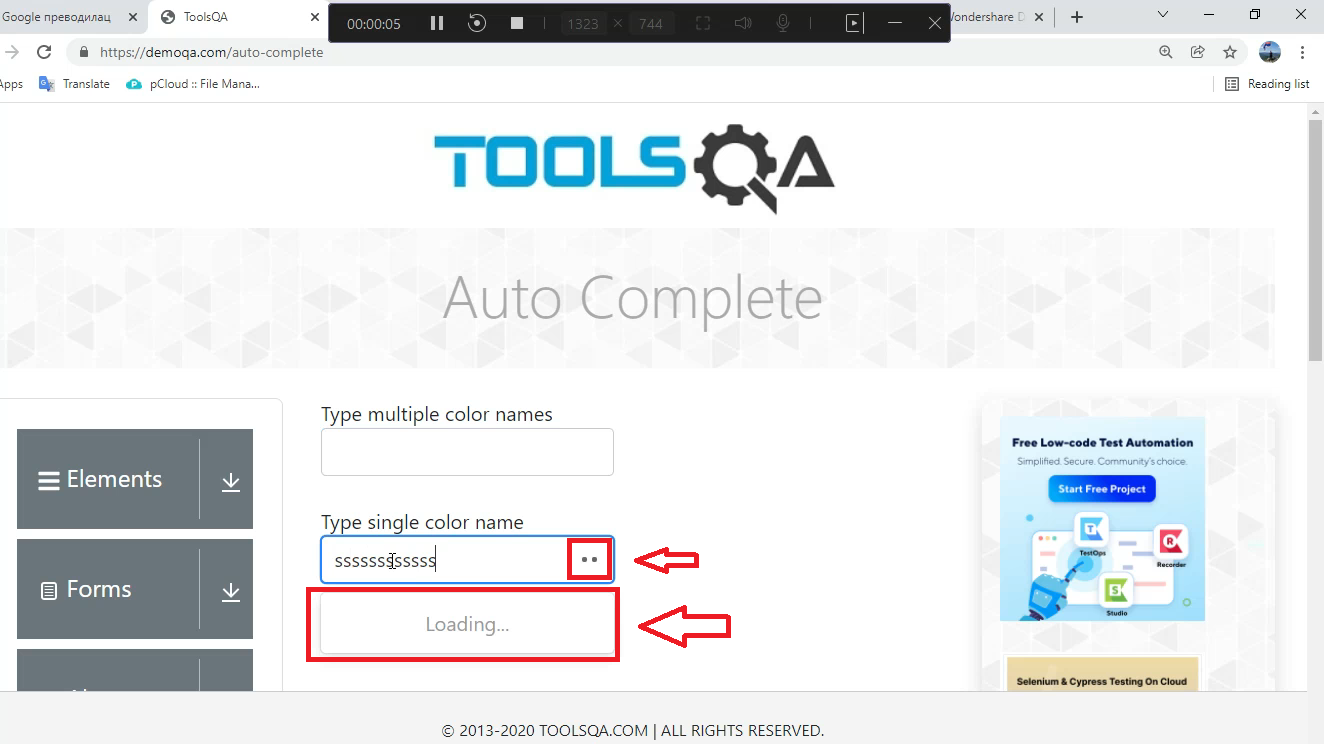 Google преводилац
ToolsQA
00:00:05
1323 × 744
Wondershare D
https://demoqa.com/auto-complete
Apps
Translate
pCloud :: File Mana...
Reading list
TOOLSQA
Auto Complete
Type multiple color names
Elements
Type single color name
sssssssssssss
Forms
Loading...
Free Low-code Test Automation
Simplified. Secure. Community's choice.
Start Free Project
TestOps
Recorder
Studio
Selenium & Cypress Testing On Cloud
© 2013-2020 TOOLSQA.COM | ALL RIGHTS RESERVED.